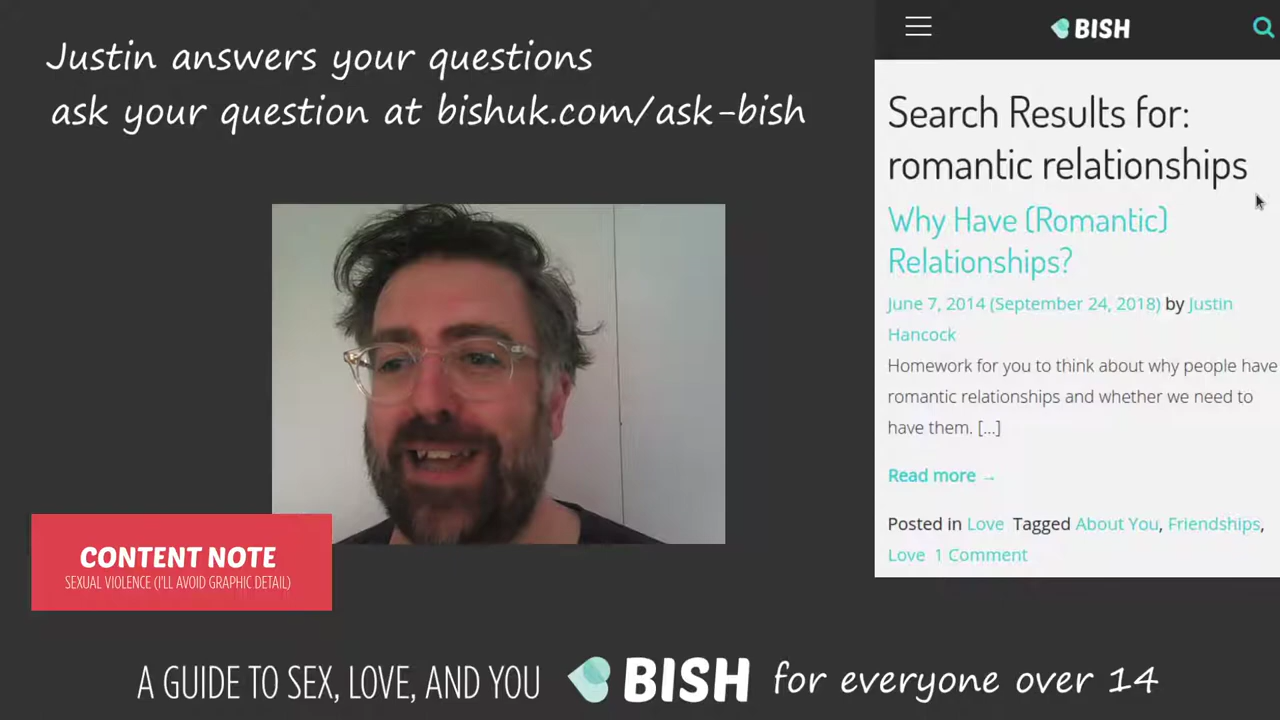 Justin answers your questions
ask your question at bishuk.com/ask-bish
BISH
Search Results for:
romantic relationships
Why Have (Romantic)
Relationships?
June 7, 2014 (September 24, 2018) by Justin
Hancock
Homework for you to think about why people have
romantic relationships and whether we need to
have them. [...]
Read more →
Posted in Love Tagged About You, Friendships,
Love 1 Comment
CONTENT NOTE
SEXUAL VIOLENCE (I'LL AVOID GRAPHIC DETAIL)
A GUIDE TO SEX, LOVE, AND YOU BISH for everyone over 14